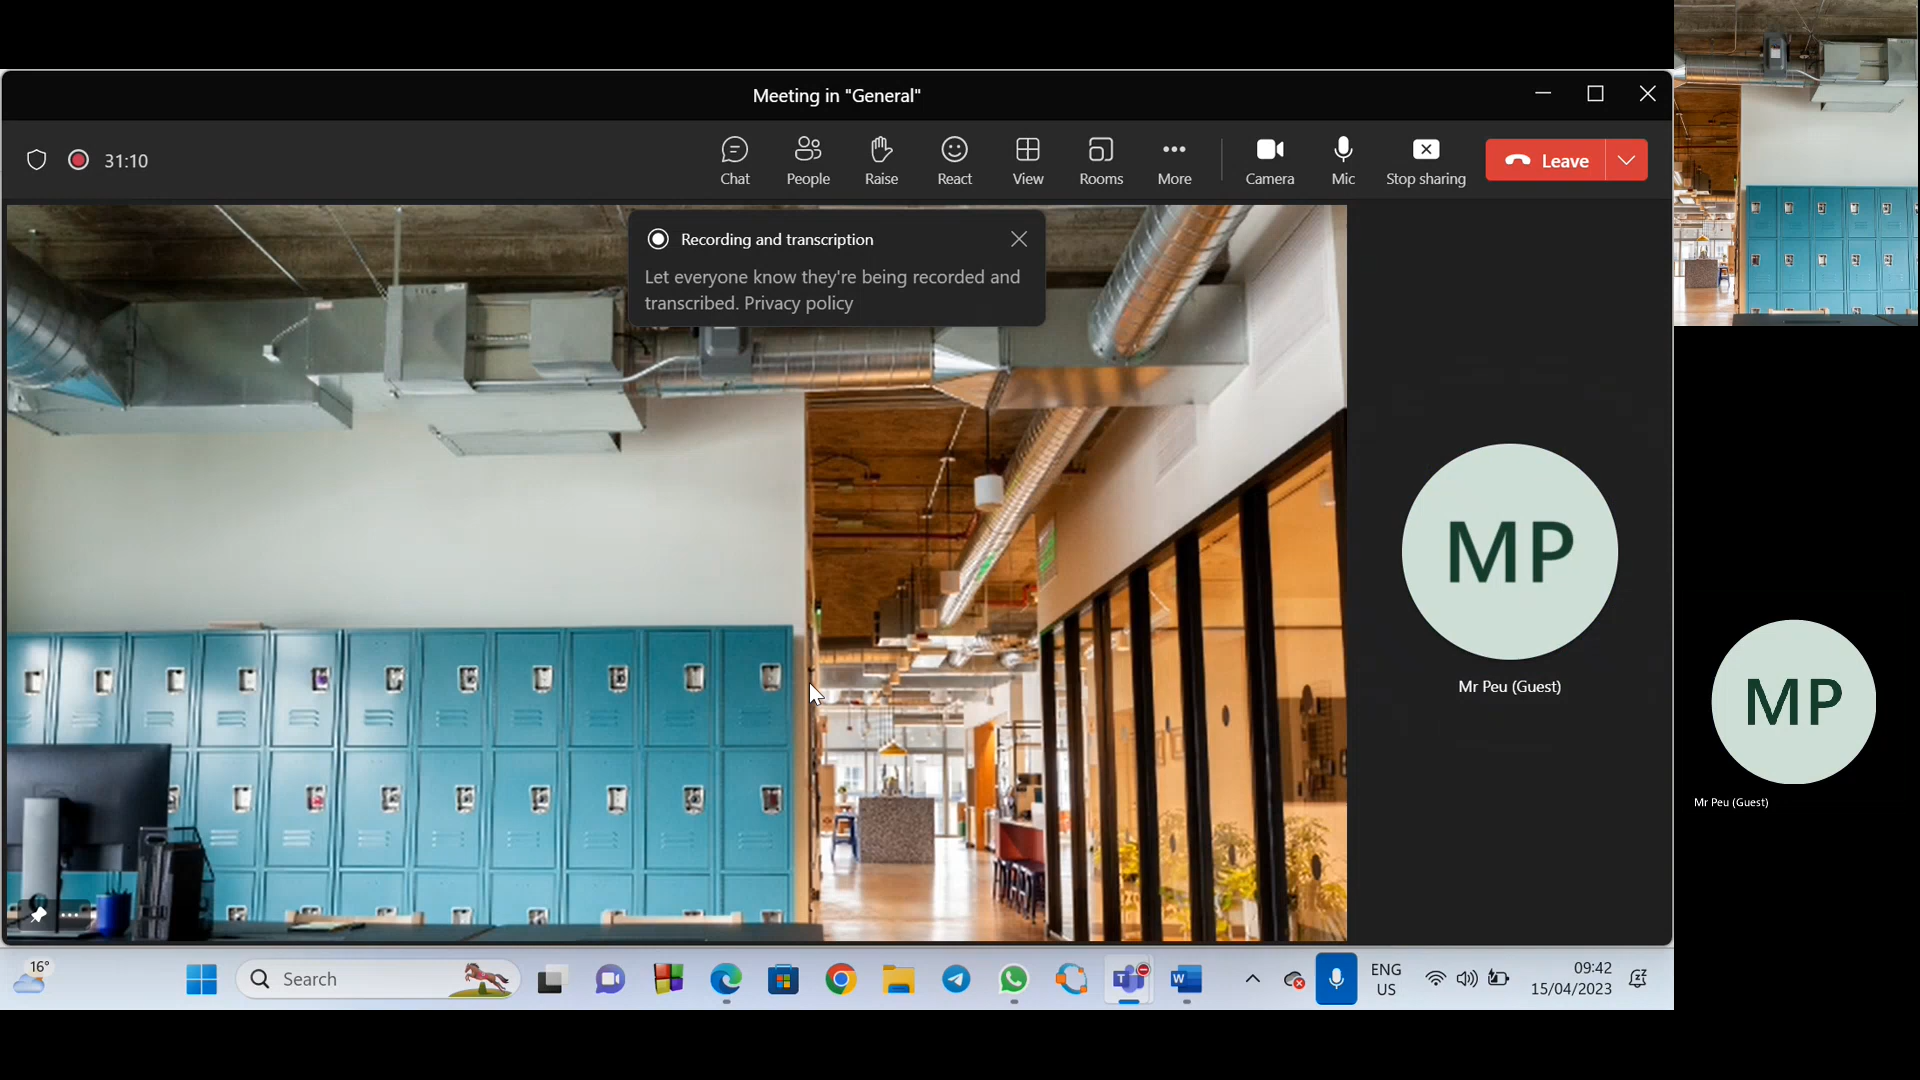 Meeting in "General"
31:10
Chat
People
Raise
React
View
Rooms
More
Camera
Mic
Stop sharing
Leave
Recording and transcription
Let everyone know they're being recorded and
transcribed. Privacy policy
MP
Mr Peu (Guest)
MP
Mr Peu (Guest)
16°
Search
ENG
US
09:42
15/04/2023